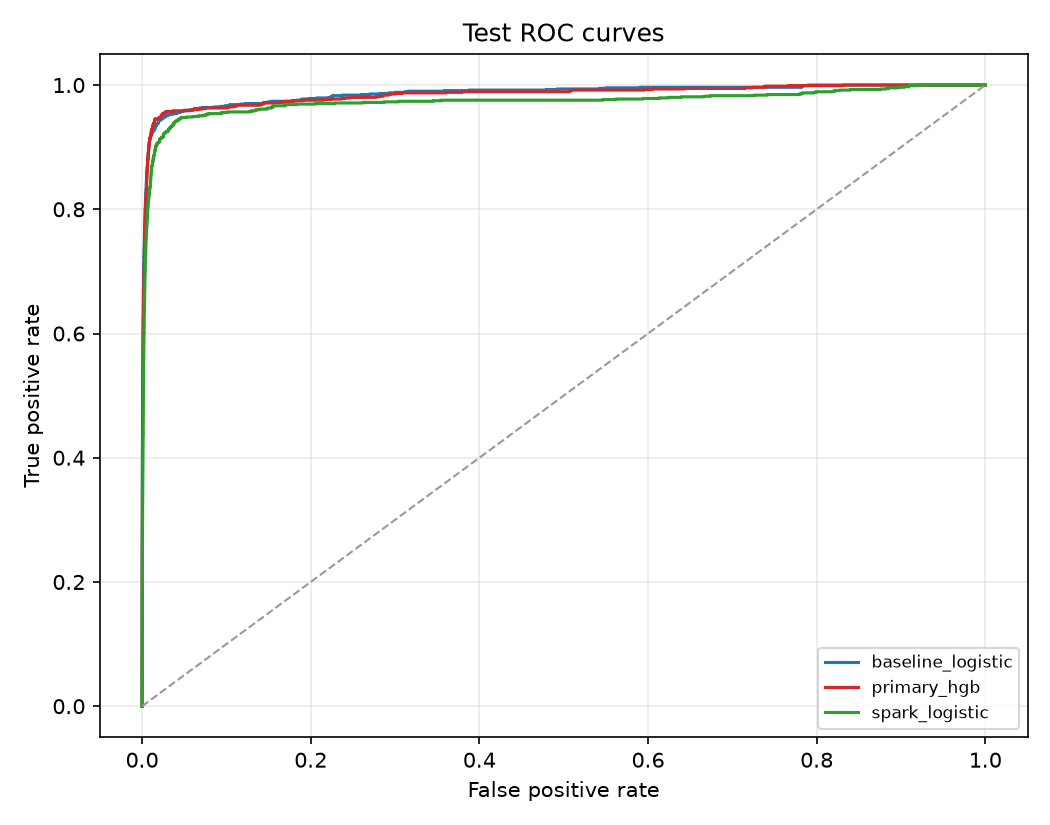 Test ROC curves
True positive rate
1.0
0.8
0.6
0.4
0.2
0.0
baseline_logistic
primary_hgb
spark_logistic
0.0 0.2 0.4 0.6 0.8 1.0
False positive rate